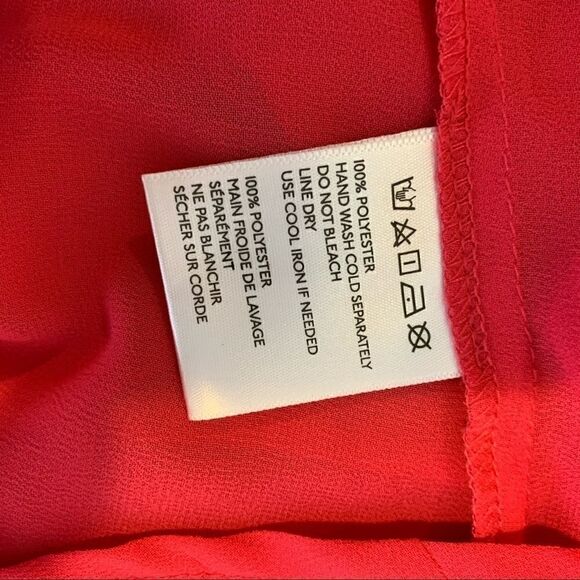 100% POLYESTER
HAND WASH COLD SEPARATELY
DO NOT BLEACH
LINE DRY
USE COOL IRON IF NEEDED
100% POLYESTER
MAIN FROIDE DE LAVAGE
SÉPARÉMENT
NE PAS BLANCHIR
SÉCHER SUR CORDE